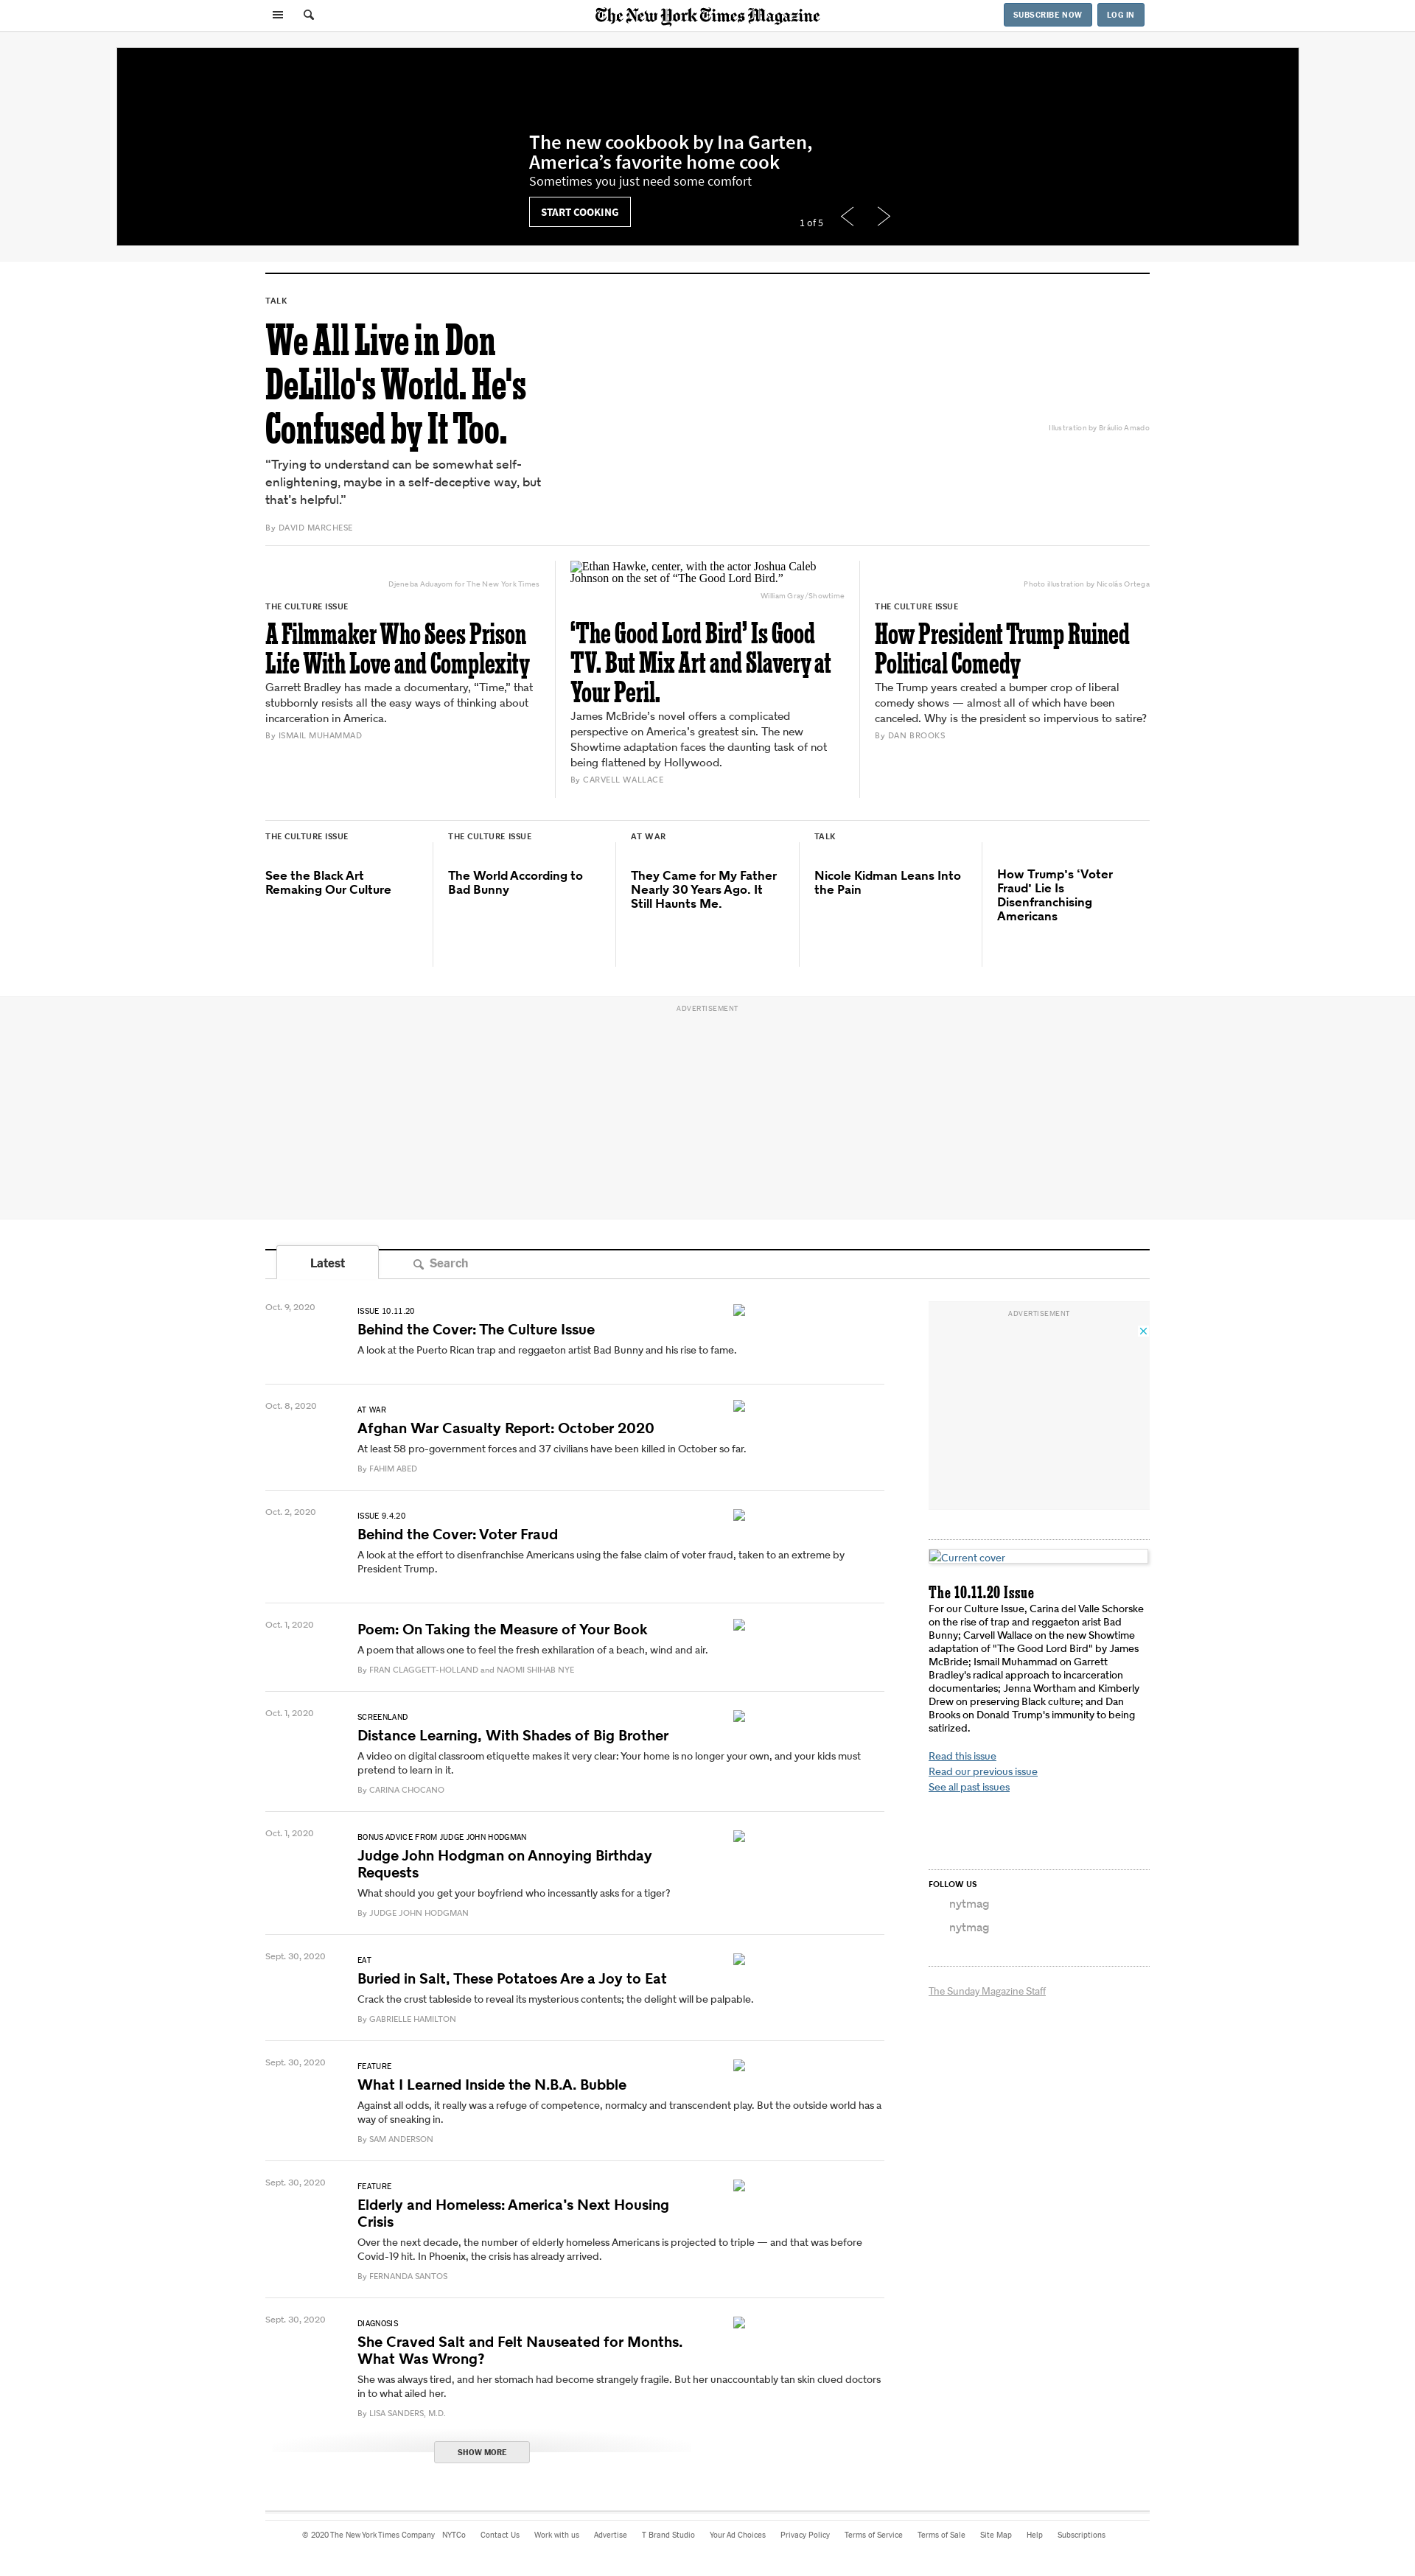 The New York Times Magazine
SUBSCRIBE NOW
LOG IN
The new cookbook by Ina Garten,
America’s favorite home cook
Sometimes you just need some comfort
START COOKING
1 of 5
TALK
We All Live in Don
DeLillo's World. He's
Confused by It Too.
“Trying to understand can be somewhat self-
enlightening, maybe in a self-deceptive way, but
that’s helpful.”
By DAVID MARCHESE
Illustration by Bráulio Amado
Djeneba Aduayom for The New York Times
THE CULTURE ISSUE
A Filmmaker Who Sees Prison
Life With Love and Complexity
Garrett Bradley has made a documentary, “Time,” that
stubbornly resists all the easy ways of thinking about
incarceration in America.
By ISMAIL MUHAMMAD
Ethan Hawke, center, with the actor Joshua Caleb
Johnson on the set of “The Good Lord Bird.”
William Gray/Showtime
‘The Good Lord Bird’ Is Good
TV. But Mix Art and Slavery at
Your Peril.
James McBride’s novel offers a complicated
perspective on America’s greatest sin. The new
Showtime adaptation faces the daunting task of not
being flattened by Hollywood.
By CARVELL WALLACE
Photo illustration by Nicolás Ortega
THE CULTURE ISSUE
How President Trump Ruined
Political Comedy
The Trump years created a bumper crop of liberal
comedy shows — almost all of which have been
canceled. Why is the president so impervious to satire?
By DAN BROOKS
THE CULTURE ISSUE
See the Black Art
Remaking Our Culture
THE CULTURE ISSUE
The World According to
Bad Bunny
AT WAR
They Came for My Father
Nearly 30 Years Ago. It
Still Haunts Me.
TALK
Nicole Kidman Leans Into
the Pain
How Trump’s ‘Voter
Fraud’ Lie Is
Disenfranchising
Americans
ADVERTISEMENT
Latest
Search
Oct. 9, 2020
ISSUE 10.11.20
Behind the Cover: The Culture Issue
A look at the Puerto Rican trap and reggaeton artist Bad Bunny and his rise to fame.
Oct. 8, 2020
AT WAR
Afghan War Casualty Report: October 2020
At least 58 pro-government forces and 37 civilians have been killed in October so far.
By FAHIM ABED
Oct. 2, 2020
ISSUE 9.4.20
Behind the Cover: Voter Fraud
A look at the effort to disenfranchise Americans using the false claim of voter fraud, taken to an extreme by
President Trump.
Oct. 1, 2020
Poem: On Taking the Measure of Your Book
A poem that allows one to feel the fresh exhilaration of a beach, wind and air.
By FRAN CLAGGETT-HOLLAND and NAOMI SHIHAB NYE
Oct. 1, 2020
SCREENLAND
Distance Learning, With Shades of Big Brother
A video on digital classroom etiquette makes it very clear: Your home is no longer your own, and your kids must
pretend to learn in it.
By CARINA CHOCANO
Oct. 1, 2020
BONUS ADVICE FROM JUDGE JOHN HODGMAN
Judge John Hodgman on Annoying Birthday
Requests
What should you get your boyfriend who incessantly asks for a tiger?
By JUDGE JOHN HODGMAN
Sept. 30, 2020
EAT
Buried in Salt, These Potatoes Are a Joy to Eat
Crack the crust tableside to reveal its mysterious contents; the delight will be palpable.
By GABRIELLE HAMILTON
Sept. 30, 2020
FEATURE
What I Learned Inside the N.B.A. Bubble
Against all odds, it really was a refuge of competence, normalcy and transcendent play. But the outside world has a
way of sneaking in.
By SAM ANDERSON
Sept. 30, 2020
FEATURE
Elderly and Homeless: America’s Next Housing
Crisis
Over the next decade, the number of elderly homeless Americans is projected to triple — and that was before
Covid-19 hit. In Phoenix, the crisis has already arrived.
By FERNANDA SANTOS
Sept. 30, 2020
DIAGNOSIS
She Craved Salt and Felt Nauseated for Months.
What Was Wrong?
She was always tired, and her stomach had become strangely fragile. But her unaccountably tan skin clued doctors
in to what ailed her.
By LISA SANDERS, M.D.
SHOW MORE
ADVERTISEMENT
Current cover
The 10.11.20 Issue
For our Culture Issue, Carina del Valle Schorske
on the rise of trap and reggaeton arist Bad
Bunny; Carvell Wallace on the new Showtime
adaptation of "The Good Lord Bird" by James
McBride; Ismail Muhammad on Garrett
Bradley's radical approach to incarceration
documentaries; Jenna Wortham and Kimberly
Drew on preserving Black culture; and Dan
Brooks on Donald Trump's immunity to being
satirized.
Read this issue
Read our previous issue
See all past issues
FOLLOW US
nytmag
nytmag
The Sunday Magazine Staff
© 2020 The New York Times Company NYTCo Contact Us Work with us Advertise T Brand Studio Your Ad Choices Privacy Policy Terms of Service Terms of Sale Site Map Help Subscriptions